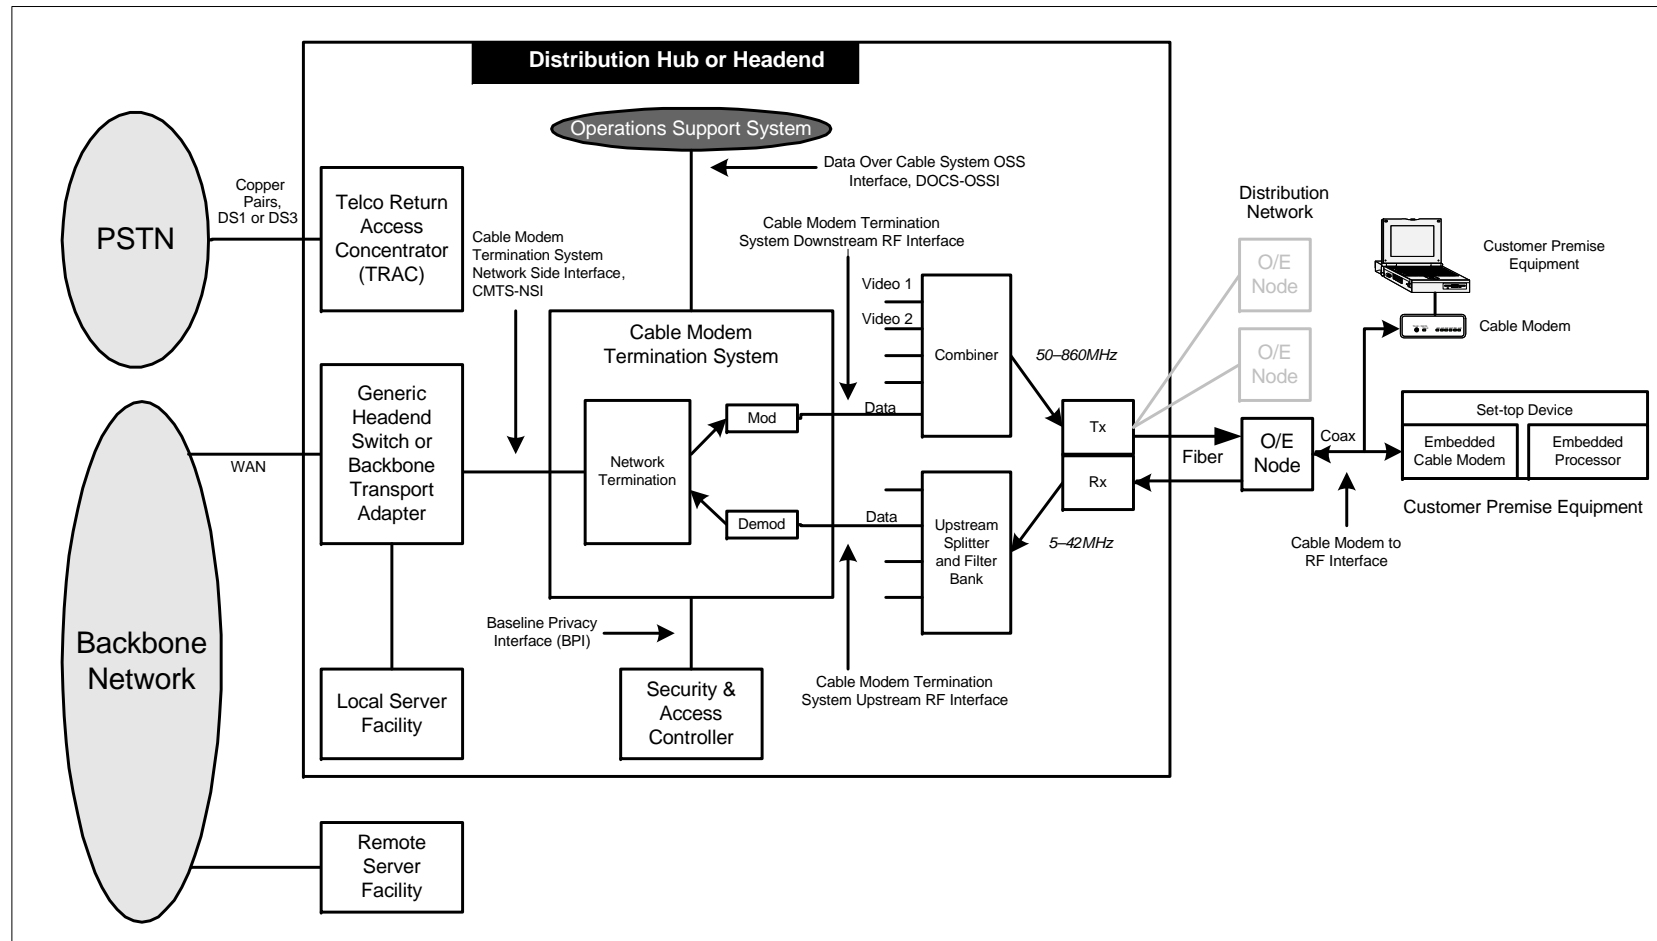 Distribution Hub or Headend
Operations Support System
Data Over Cable System OSS
Interface, DOCS-OSSI
PSTN
Copper
Pairs,
DS1 or DS3
Telco Return
Access
Concentrator
(TRAC)
Cable Modem
Termination System
Network Side Interface,
CMTS-NSI
Cable Modem Termination
System Downstream RF Interface
Distribution
Network
O/E
Node
O/E
Node
Customer Premise
Equipment
Cable Modem
Video 1
Video 2
Combiner
Data
50–860MHz
Cable Modem
Termination System
Mod
Network
Termination
Demod
Generic
Headend
Switch or
Backbone
Transport
Adapter
WAN
Backbone
Network
Tx
Rx
Fiber
O/E
Node
Coax
Set-top Device
Embedded
Cable Modem
Embedded
Processor
Customer Premise Equipment
Cable Modem to
RF Interface
Data
Upstream
Splitter
and Filter
Bank
5–42MHz
Baseline Privacy
Interface (BPI)
Cable Modem Termination
System Upstream RF Interface
Local Server
Facility
Security &
Access
Controller
Remote
Server
Facility